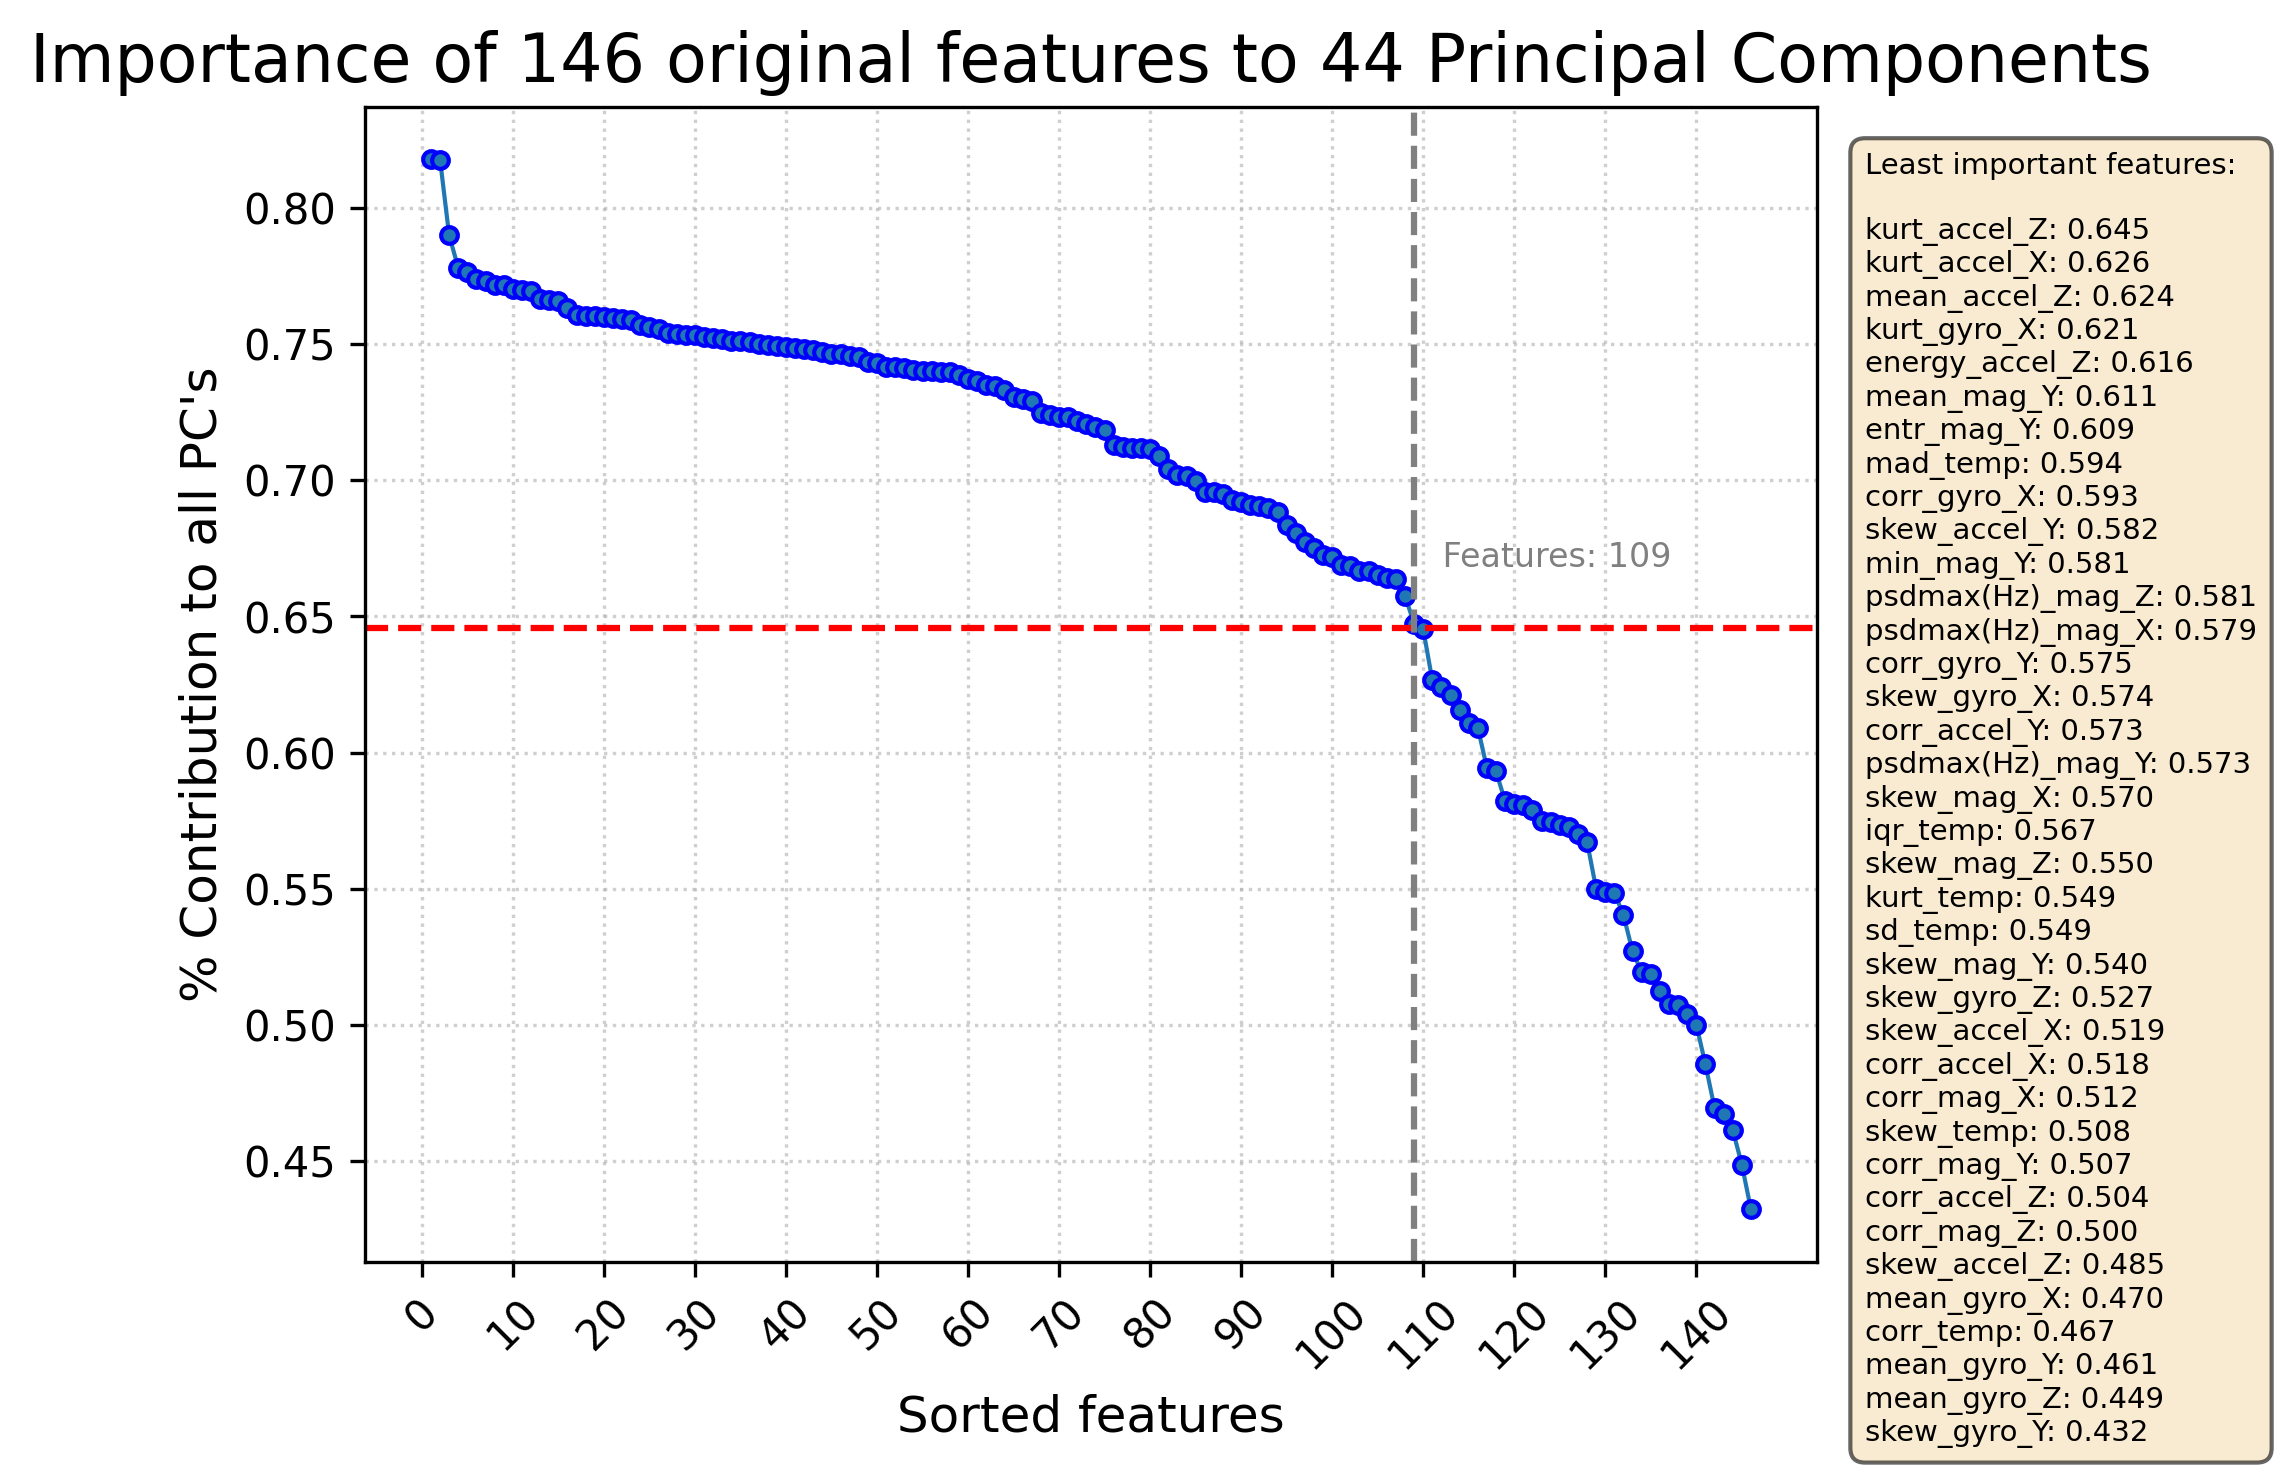 Importance of 146 original features to 44 Principal Components
% Contribution to all PC's
0.80
0.75
0.70
0.65
0.60
0.55
0.50
0.45
Features: 109
0
10
20
30
40
50
60
70
80
90
100
110
120
130
140
Sorted features
Least important features:
kurt_accel_Z: 0.645
kurt_accel_X: 0.626
mean_accel_Z: 0.624
kurt_gyro_X: 0.621
energy_accel_Z: 0.616
mean_mag_Y: 0.611
entr_mag_Y: 0.609
mad_temp: 0.594
corr_gyro_X: 0.593
skew_accel_Y: 0.582
min_mag_Y: 0.581
psdmax(Hz)_mag_Z: 0.581
psdmax(Hz)_mag_X: 0.579
corr_gyro_Y: 0.575
skew_gyro_X: 0.574
corr_accel_Y: 0.573
psdmax(Hz)_mag_Y: 0.573
skew_mag_X: 0.570
iqr_temp: 0.567
skew_mag_Z: 0.550
kurt_temp: 0.549
sd_temp: 0.549
skew_mag_Y: 0.540
skew_gyro_Z: 0.527
skew_accel_X: 0.519
corr_accel_X: 0.518
corr_mag_X: 0.512
skew_temp: 0.508
corr_mag_Y: 0.507
corr_accel_Z: 0.504
corr_mag_Z: 0.500
skew_accel_Z: 0.485
mean_gyro_X: 0.470
corr_temp: 0.467
mean_gyro_Y: 0.461
mean_gyro_Z: 0.449
skew_gyro_Y: 0.432